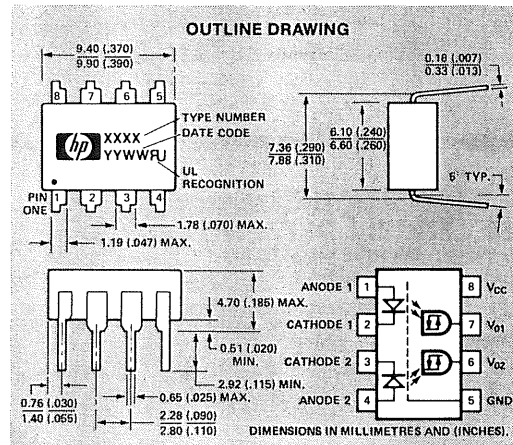 OUTLINE DRAWING
9.40 (.370)
9.90 (.390)
8 7 6 5
hp
XXXX
YYWW
TYPE NUMBER
DATE CODE
UL
RECOGNITION
PIN
ONE
1 2 3 4
1.78 (.070) MAX.
1.19 (.047) MAX.
0.18 (.007)
0.33 (.013)
7.36 (.290)
7.88 (.310)
6.10 (.240)
6.60 (.260)
5° TYP.
4.70 (.185) MAX.
0.51 (.020)
MIN.
2.92 (.115) MIN.
0.65 (.025) MAX.
0.76 (.030)
1.40 (.055)
2.28 (.090)
2.80 (.110)
ANODE 1 1 8 VCC
CATHODE 1 2 7 V01
CATHODE 2 3 6 V02
ANODE 2 4 5 GND
DIMENSIONS IN MILLIMETRES AND (INCHES).